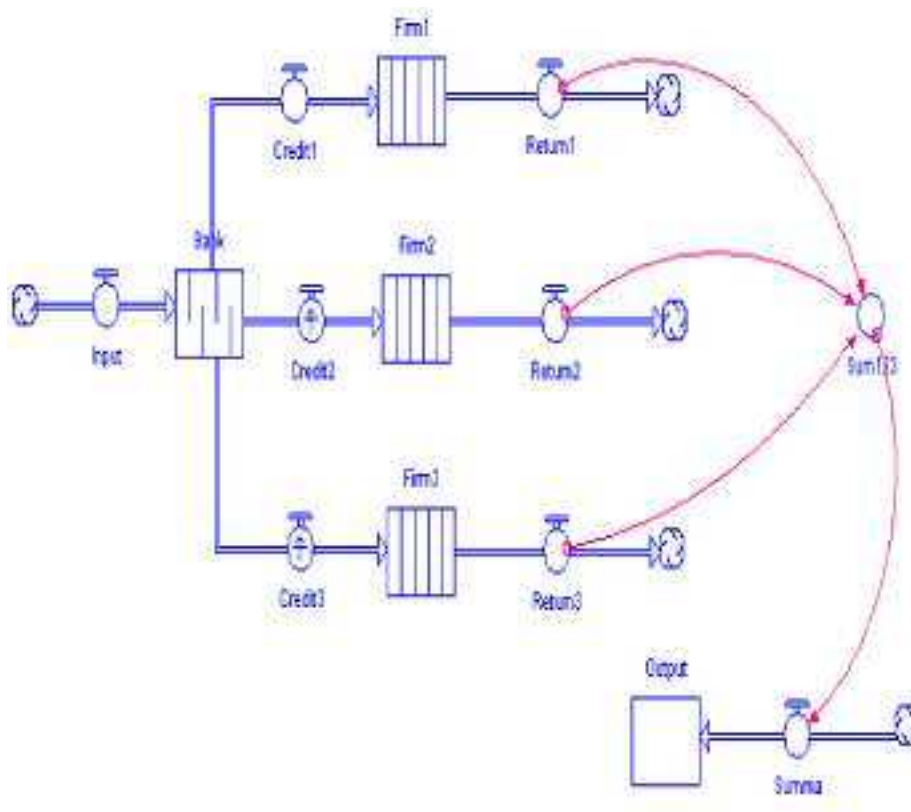 Firm1
Credit1
Return1
Bank
Firm2
Input
Credit2
Return2
Sum123
Firm3
Credit3
Return3
Output
Summa